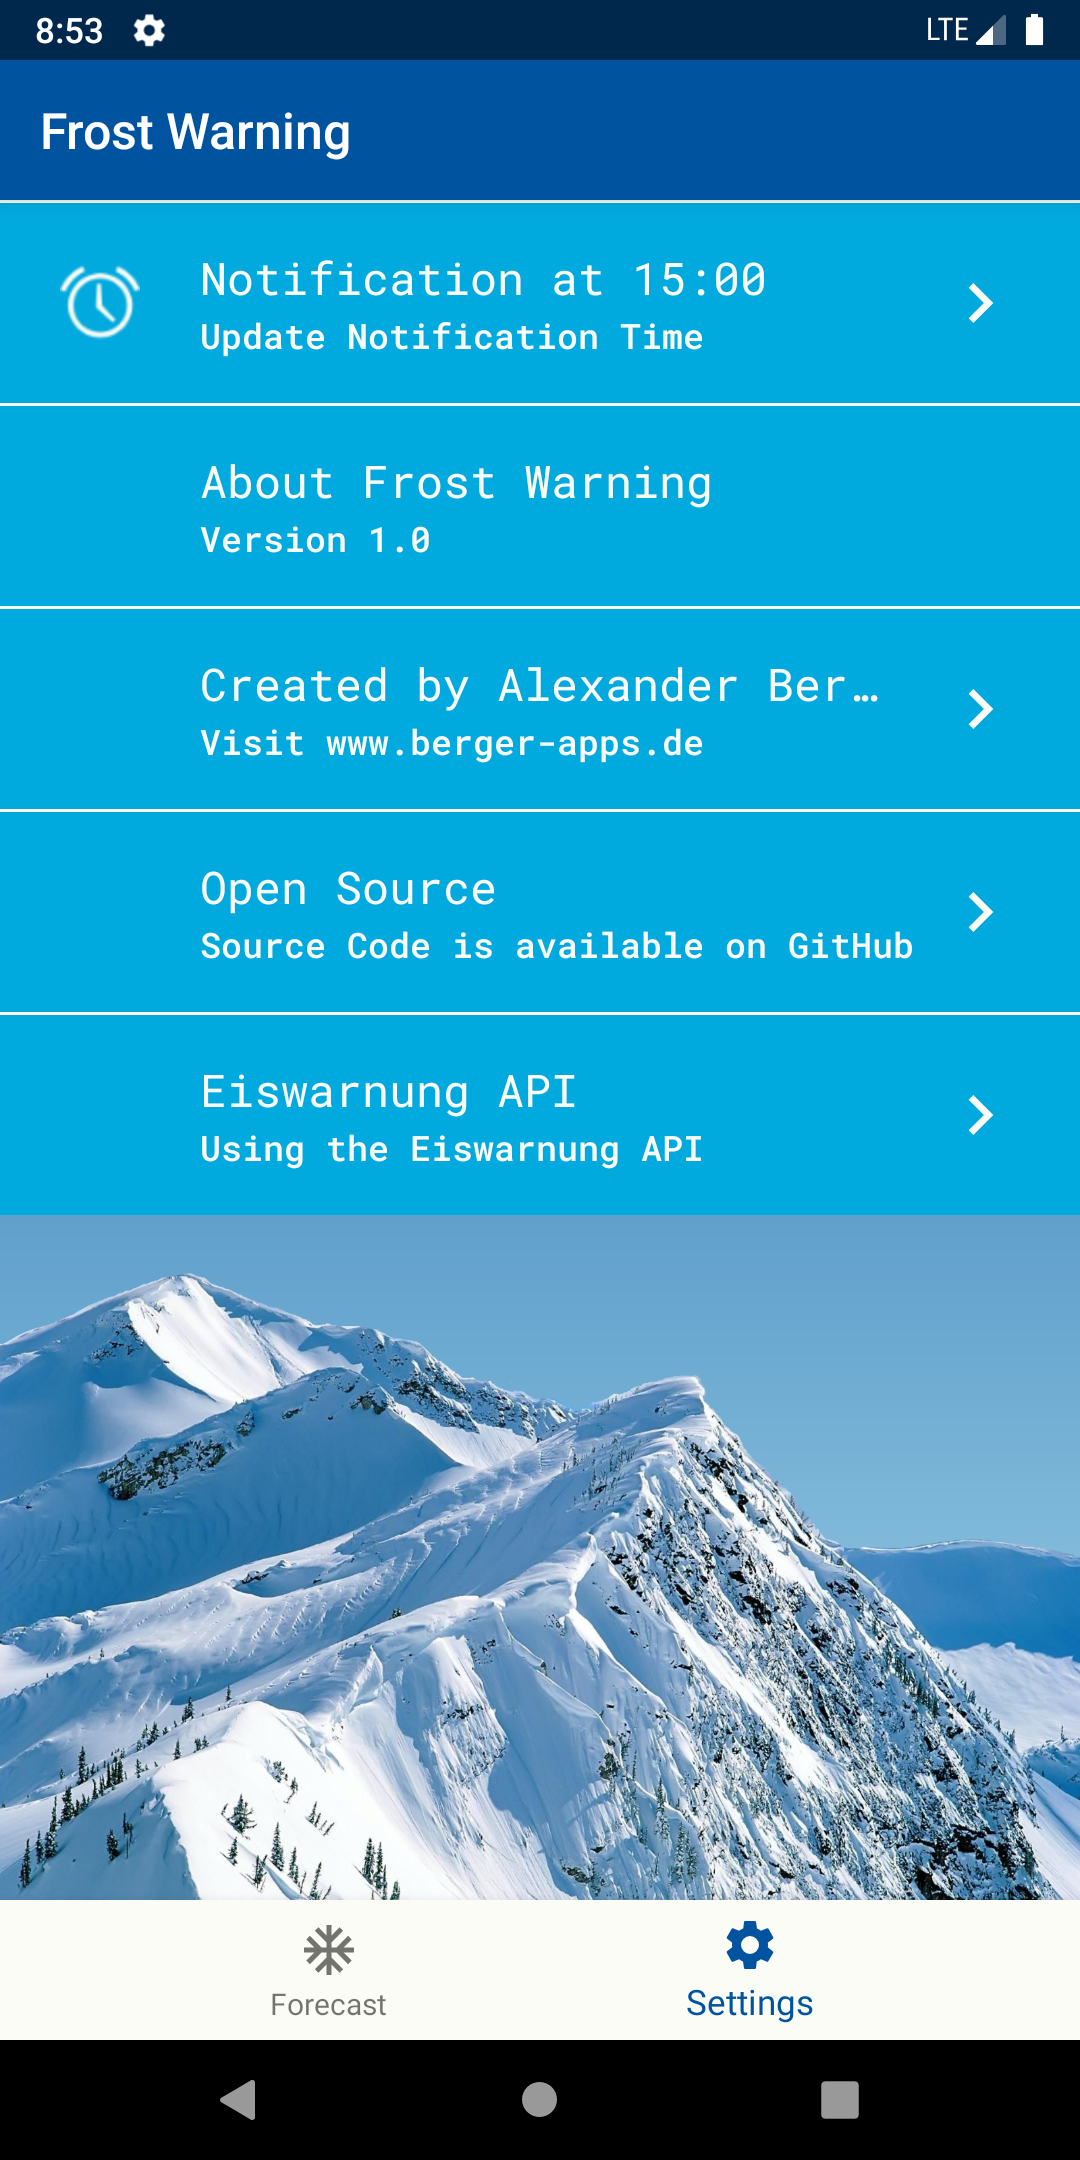 8:53 LTE
Frost Warning
Notification at 15:00
Update Notification Time
About Frost Warning
Version 1.0
Created by Alexander Ber…
Visit www.berger-apps.de
Open Source
Source Code is available on GitHub
Eiswarnung API
Using the Eiswarnung API
Forecast Settings